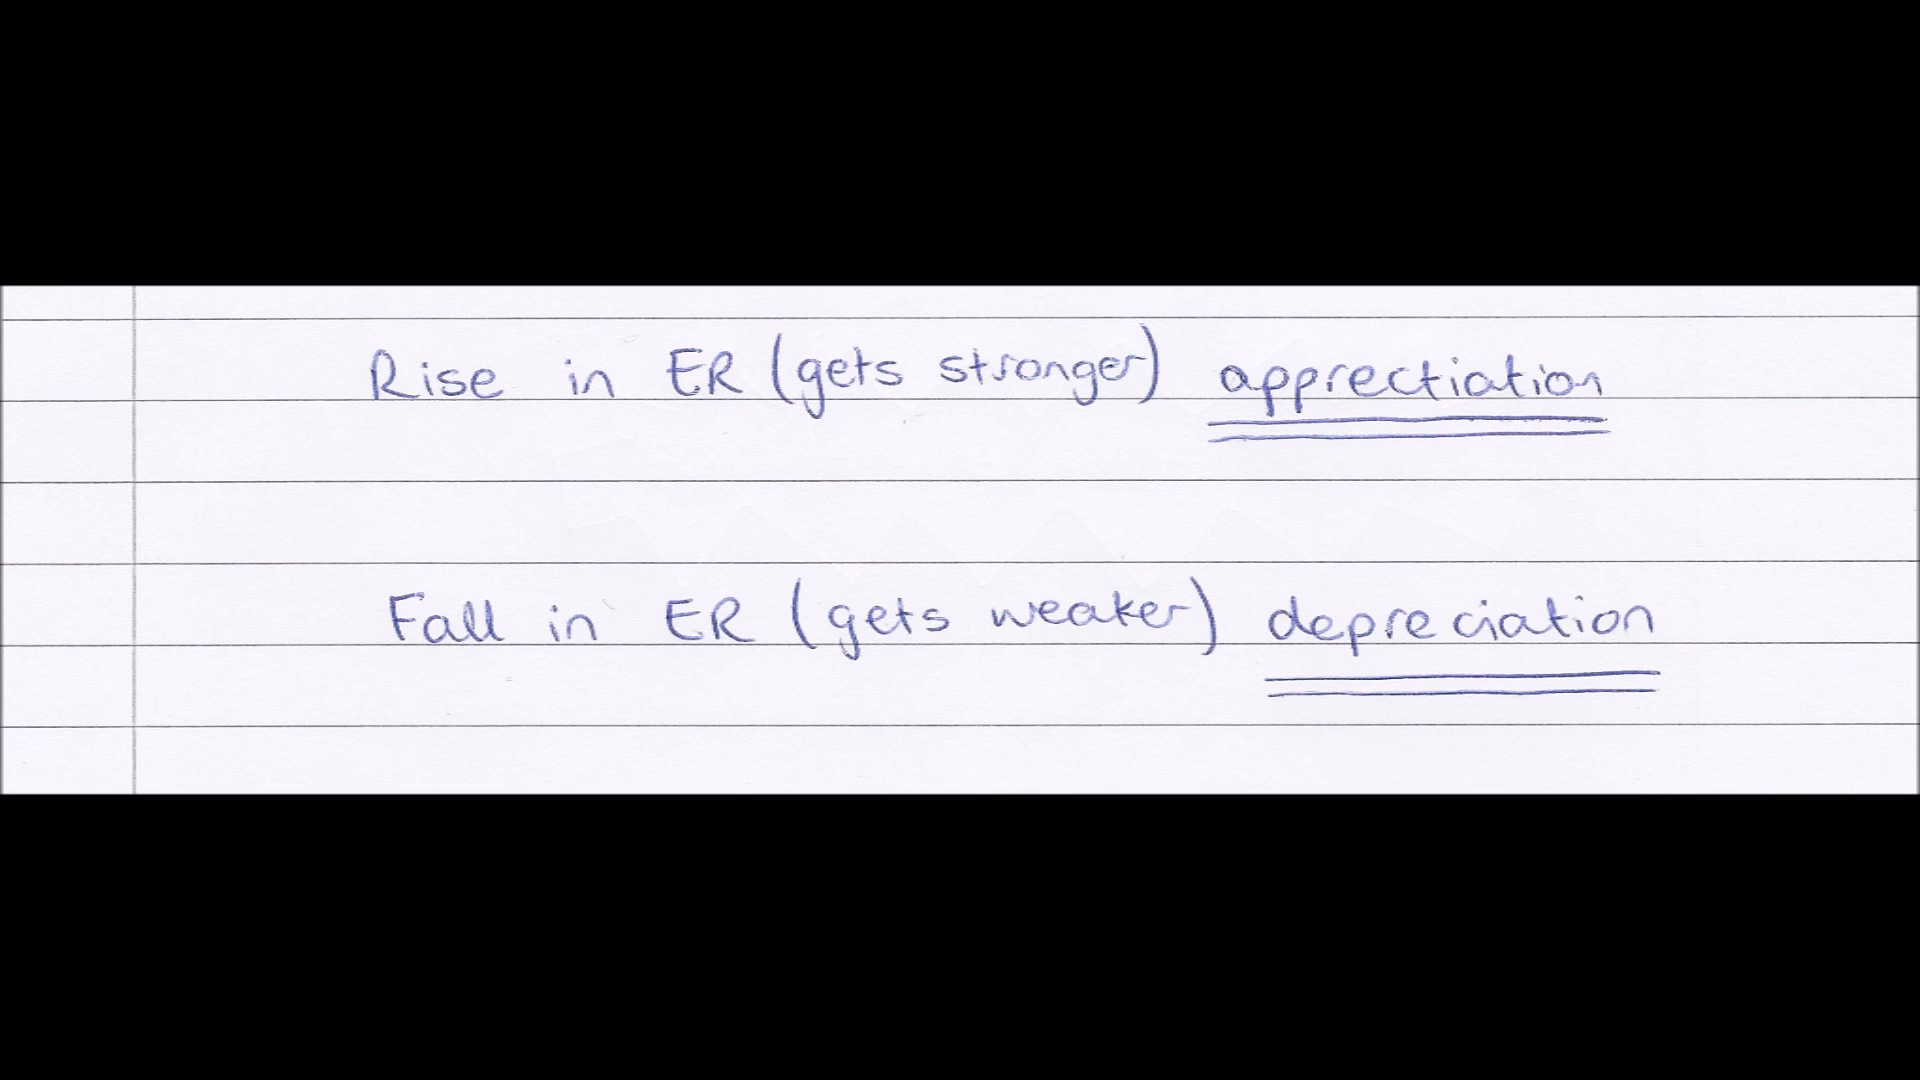 Rise in ER (gets stronger) apprectiation
Fall in ER (gets weaker) depreciation